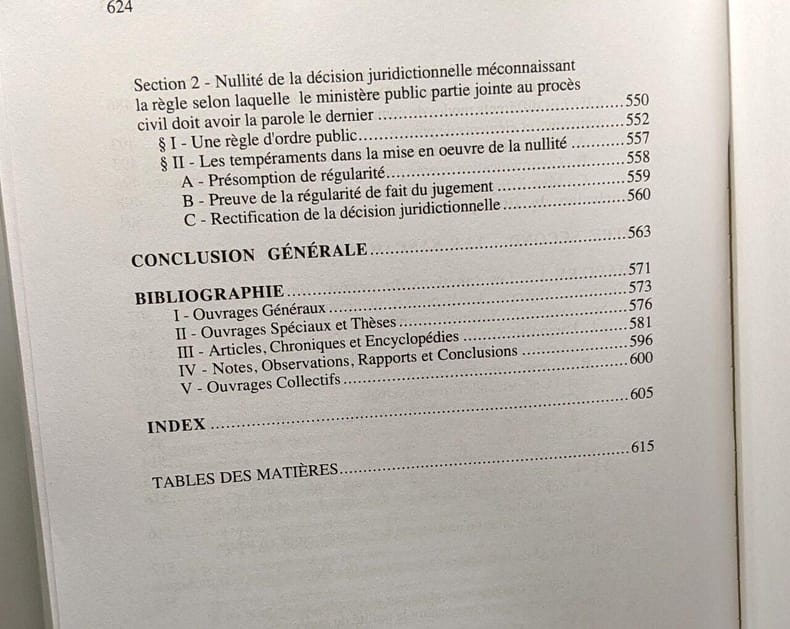 624
Section 2 - Nullité de la décision juridictionnelle méconnaissant
la règle selon laquelle le ministère public partie jointe au procès
civil doit avoir la parole le dernier ........................................ 550
§ I - Une règle d'ordre public........................................ 552
§ II - Les tempéraments dans la mise en oeuvre de la nullité .......... 557
A - Présomption de régularité........................................ 558
B - Preuve de la régularité de fait du jugement .................... 559
C - Rectification de la décision juridictionnelle .................... 560
CONCLUSION GÉNÉRALE........................................ 563
BIBLIOGRAPHIE........................................ 571
I - Ouvrages Généraux ........................................ 573
II - Ouvrages Spéciaux et Thèses........................................ 576
III - Articles, Chroniques et Encyclopédies .............................. 581
IV - Notes, Observations, Rapports et Conclusions .................... 596
V - Ouvrages Collectifs........................................ 600
INDEX ........................................ 605
TABLES DES MATIÈRES........................................ 615